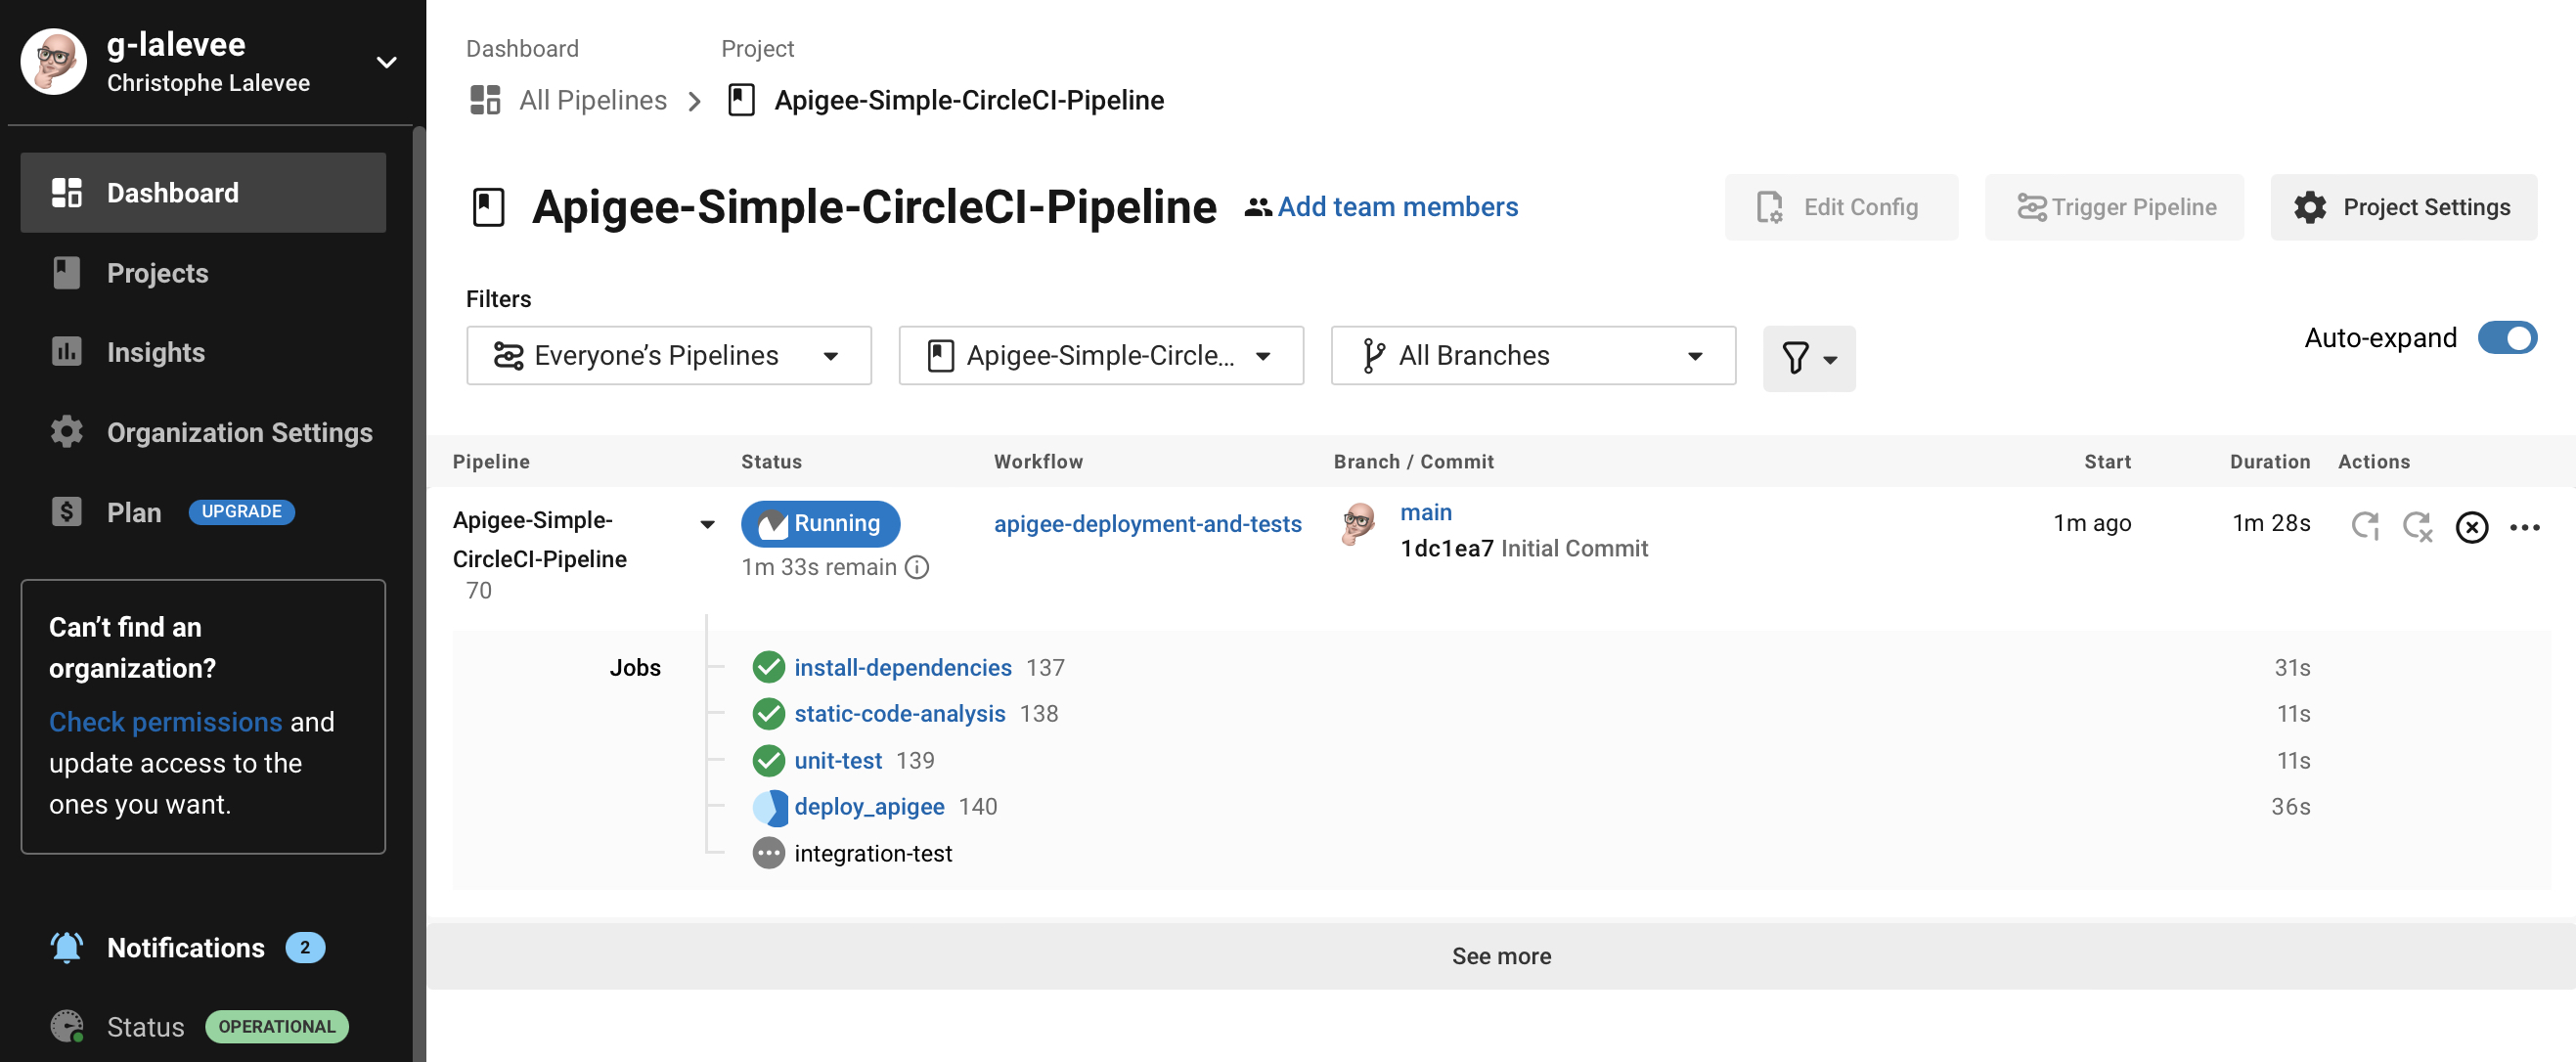 g-lalevee
Christophe Lalevee
Dashboard
Projects
Insights
Organization Settings
Plan UPGRADE
Can’t find an
organization?
Check permissions and
update access to the
ones you want.
Notifications 2
Status OPERATIONAL
Dashboard Project
All Pipelines Apigee-Simple-CircleCI-Pipeline
Apigee-Simple-CircleCI-Pipeline Add team members Edit Config Trigger Pipeline Project Settings
Filters
Everyone’s Pipelines Apigee-Simple-Circle... All Branches Auto-expand
Pipeline Status Workflow Branch / Commit Start Duration Actions
Apigee-Simple-
CircleCI-Pipeline
70
Running
1m 33s remain
apigee-deployment-and-tests
main
1dc1ea7 Initial Commit
1m ago 1m 28s
Jobs install-dependencies 137 31s
static-code-analysis 138 11s
unit-test 139 11s
deploy_apigee 140 36s
integration-test
See more